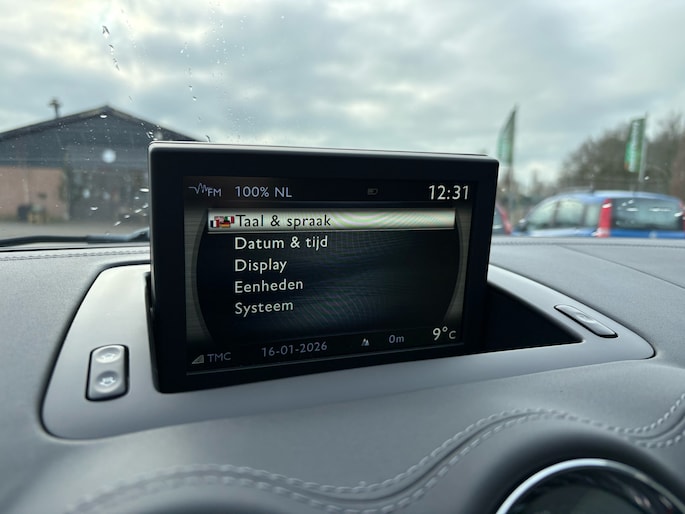 FM 100% NL 12:31
Taal & spraak
Datum & tijd
Display
Eenheden
Systeem
TMC 16-01-2026 0m 9°C